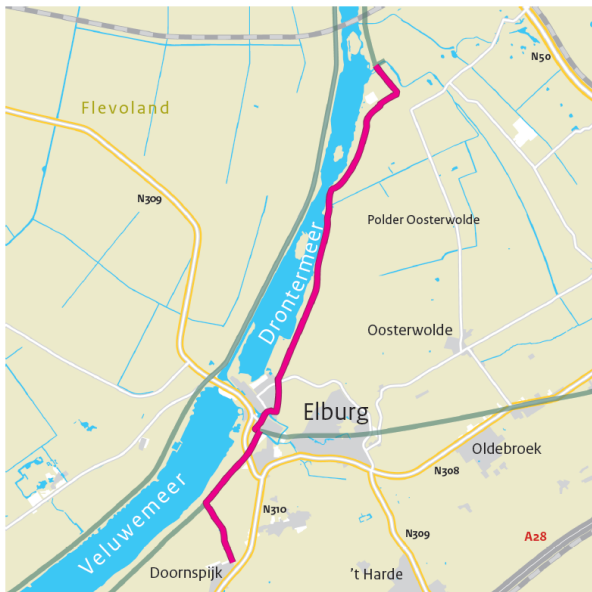 N50
Flevoland
N309
Polder Oosterwolde
Drontermeer
Oosterwolde
Elburg
Oldebroek
N308
Veluwemeer
N310
N309
A28
Doornspijk
't Harde